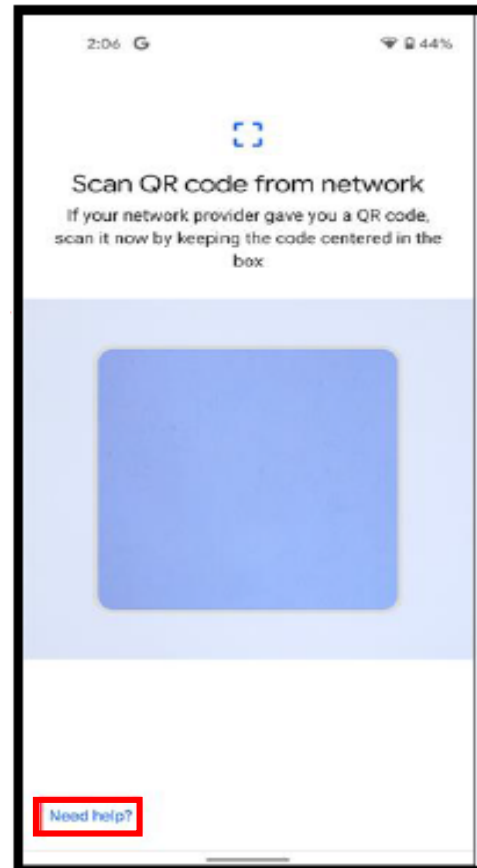 2:06 G 44%
Scan QR code from network
If your network provider gave you a QR code,
scan it now by keeping the code centered in the
box
Need help?